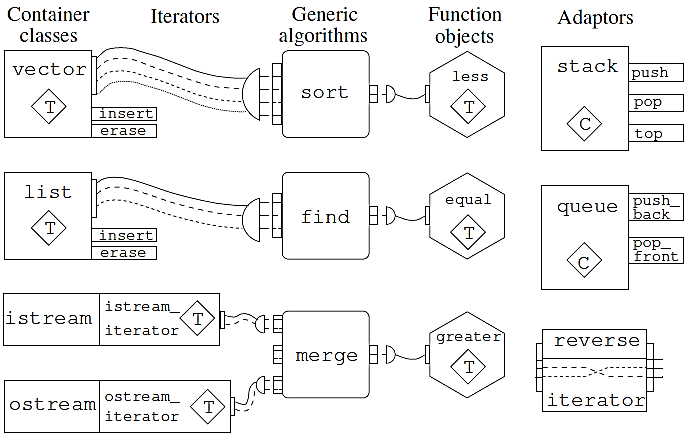 Container
classes
Iterators
Generic
algorithms
Function
objects
Adaptors
vector
T
insert
erase
sort
less
T
stack
C
push
pop
top
list
T
insert
erase
find
equal
T
queue
C
push_
back
pop_
front
istream
istream_
iterator
T
merge
greater
T
reverse
iterator
ostream
ostream_
iterator
T